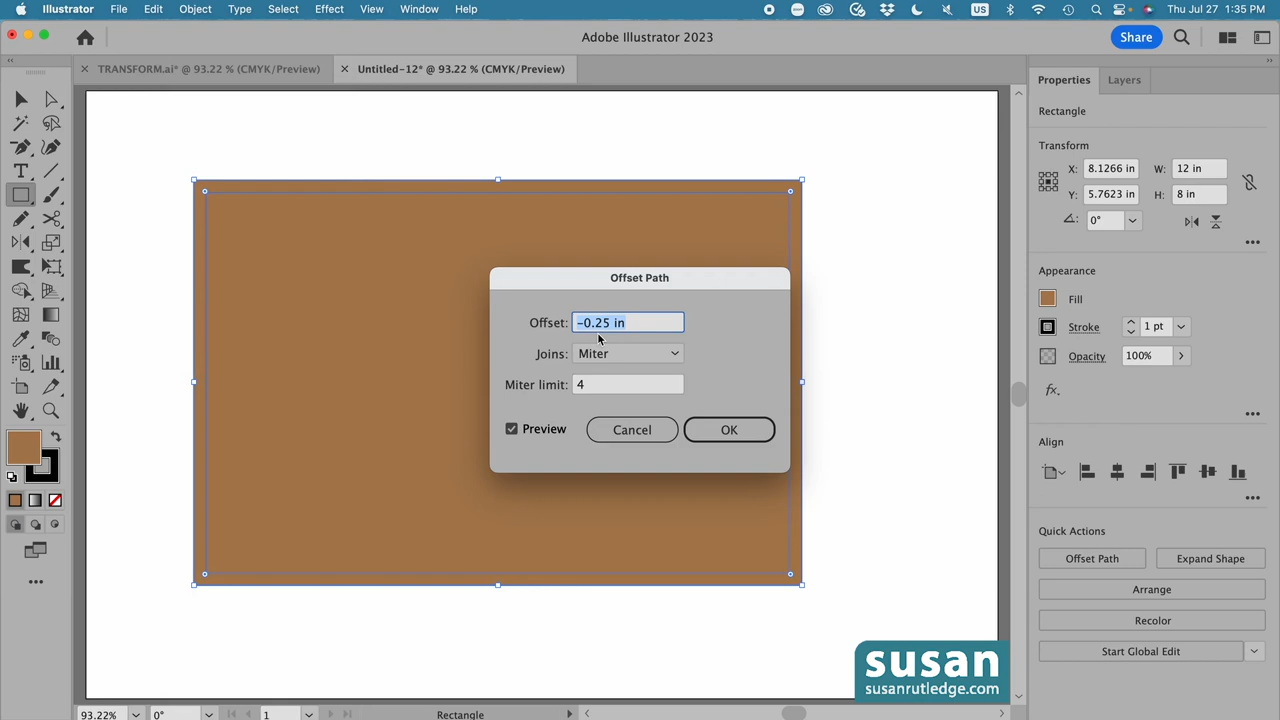 Illustrator File Edit Object Type Select Effect View Window Help US Thu Jul 27 1:35 PM
Adobe Illustrator 2023
Share
TRANSFORM.ai* @ 93.22 % (CMYK/Preview)
Untitled-12* @ 93.22 % (CMYK/Preview)
Properties Layers
Rectangle
Transform
X: 8.1266 in W: 12 in
Y: 5.7623 in H: 8 in
0°
Appearance
Fill
Stroke 1 pt
Opacity 100%
fx.
Align
Quick Actions
Offset Path Expand Shape
Arrange
Recolor
Start Global Edit
Offset Path
Offset: -0.25 in
Joins: Miter
Miter limit: 4
Preview Cancel OK
susan
susanrutledge.com
93.22% 0° 1 Rectangle